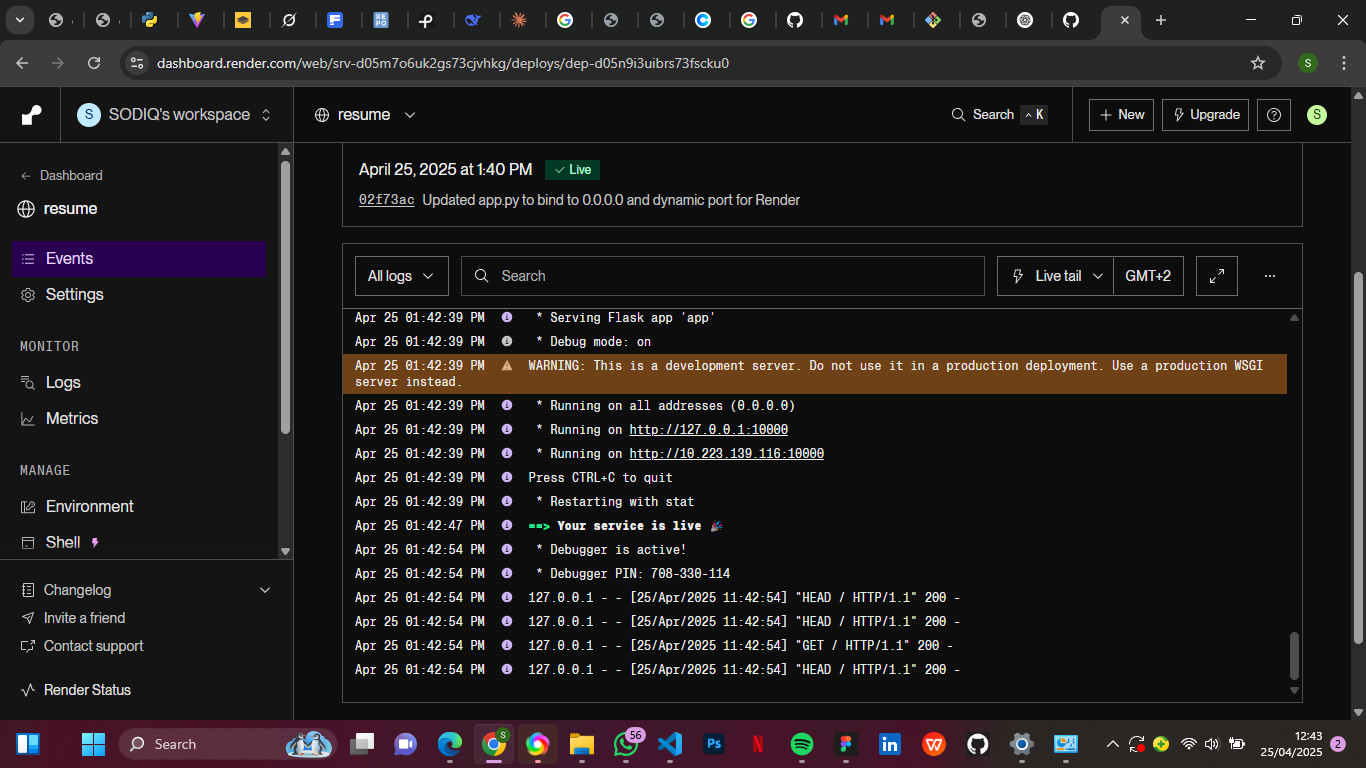 dashboard.render.com/web/srv-d05m7o6uk2gs73cjvhkg/deploys/dep-d05n9i3uibrs73fscku0
S
S SODIQ's workspace
resume
Search ^ K
+ New
Upgrade
S
← Dashboard
resume
Events
Settings
MONITOR
Logs
Metrics
MANAGE
Environment
Shell
Changelog
Invite a friend
Contact support
Render Status
April 25, 2025 at 1:40 PM ✓ Live
02f73ac Updated app.py to bind to 0.0.0.0 and dynamic port for Render
All logs
Search
Live tail
GMT+2
...
Apr 25 01:42:39 PM * Serving Flask app 'app'
Apr 25 01:42:39 PM * Debug mode: on
Apr 25 01:42:39 PM WARNING: This is a development server. Do not use it in a production deployment. Use a production WSGI
server instead.
Apr 25 01:42:39 PM * Running on all addresses (0.0.0.0)
Apr 25 01:42:39 PM * Running on http://127.0.0.1:10000
Apr 25 01:42:39 PM * Running on http://10.223.139.116:10000
Apr 25 01:42:39 PM Press CTRL+C to quit
Apr 25 01:42:39 PM * Restarting with stat
Apr 25 01:42:47 PM ==> Your service is live 🎉
Apr 25 01:42:54 PM * Debugger is active!
Apr 25 01:42:54 PM * Debugger PIN: 708-330-114
Apr 25 01:42:54 PM 127.0.0.1 - - [25/Apr/2025 11:42:54] "HEAD / HTTP/1.1" 200 -
Apr 25 01:42:54 PM 127.0.0.1 - - [25/Apr/2025 11:42:54] "HEAD / HTTP/1.1" 200 -
Apr 25 01:42:54 PM 127.0.0.1 - - [25/Apr/2025 11:42:54] "GET / HTTP/1.1" 200 -
Apr 25 01:42:54 PM 127.0.0.1 - - [25/Apr/2025 11:42:54] "HEAD / HTTP/1.1" 200 -
Search
S
56
Ps
N
in
W
12:43
25/04/2025
2